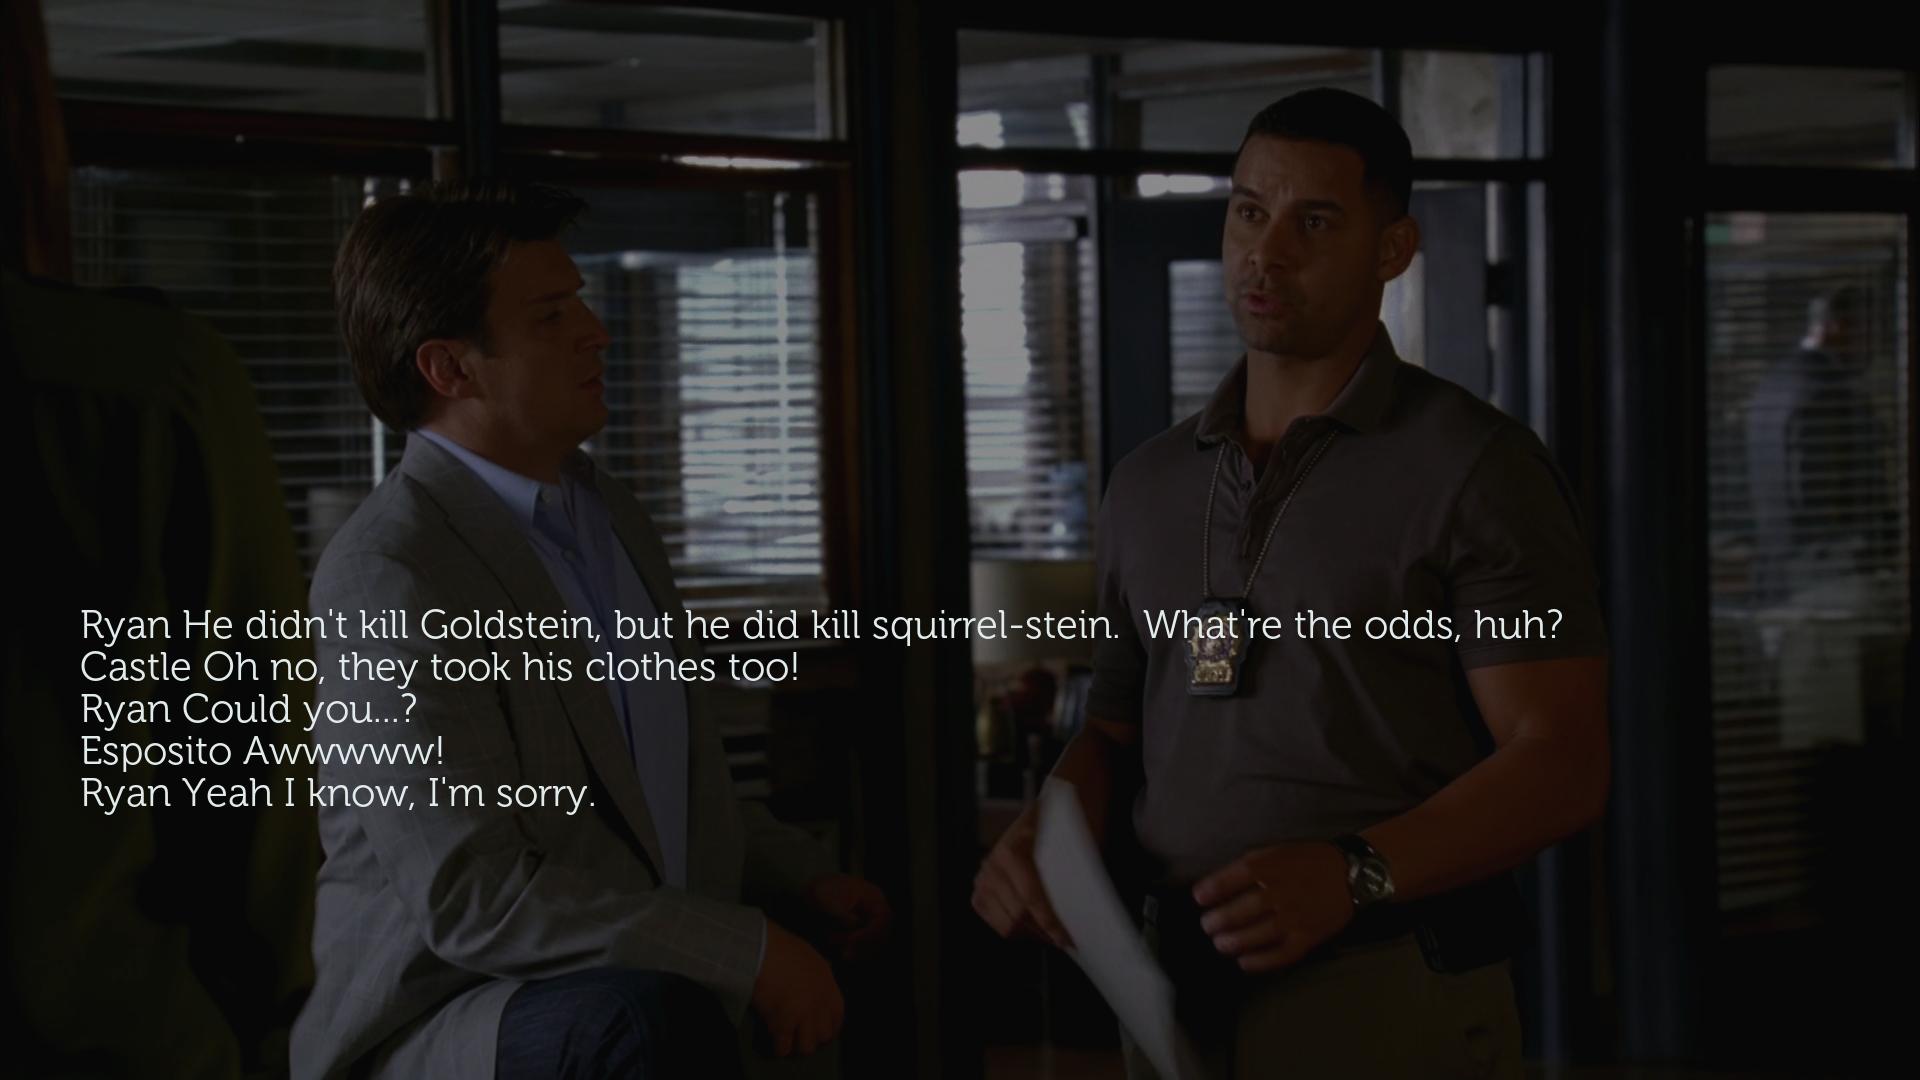 Ryan He didn't kill Goldstein, but he did kill squirrel-stein.  What're the odds, huh?
Castle Oh no, they took his clothes too!
Ryan Could you...?
Esposito Awwwww!
Ryan Yeah I know, I'm sorry.